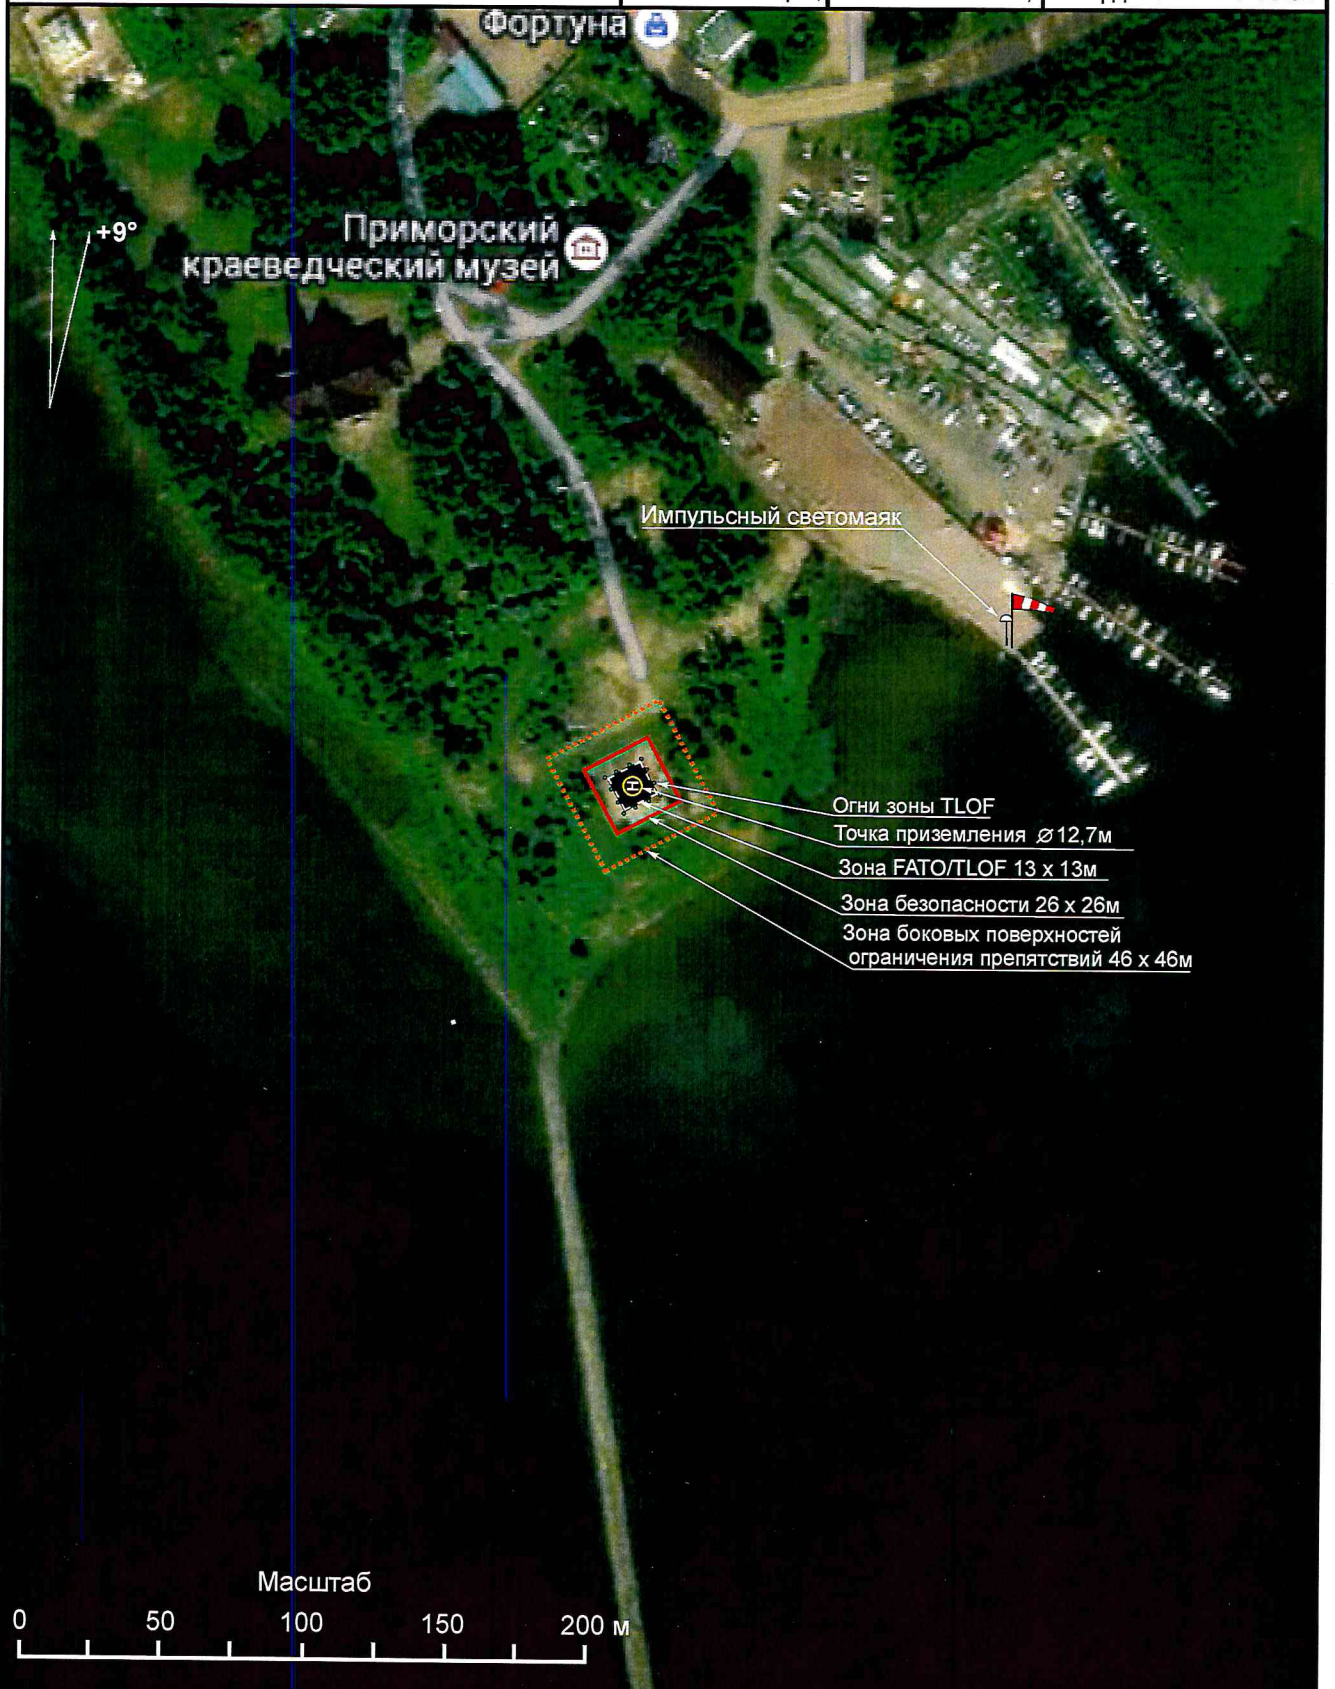 Фортуна
+9°
Приморский
краеведческий музей
Импульсный светомаяк
H
Огни зоны TLOF
Точка приземления ⌀12,7м
Зона FATO/TLOF 13 x 13м
Зона безопасности 26 x 26м
Зона боковых поверхностей
ограничения препятствий 46 x 46м
Масштаб
0 50 100 150 200 м